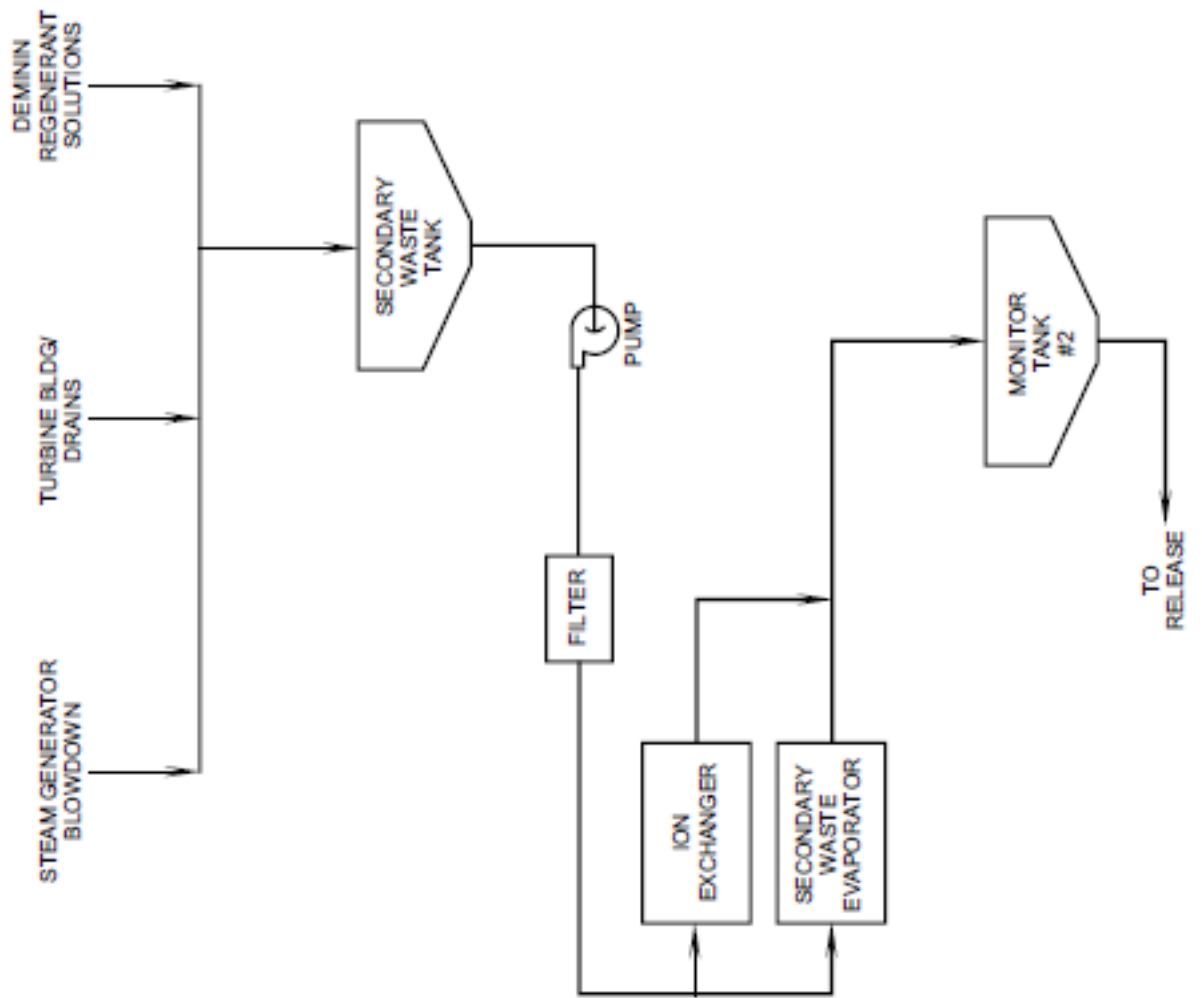 STEAM GENERATOR
BLOWDOWN
TURBINE BLDG/
DRAINS
DEMININ
REGENERANT
SOLUTIONS
SECONDARY
WASTE
TANK
PUMP
FILTER
ION
EXCHANGER
SECONDARY
WASTE
EVAPORATOR
MONITOR
TANK
#2
TO
RELEASE